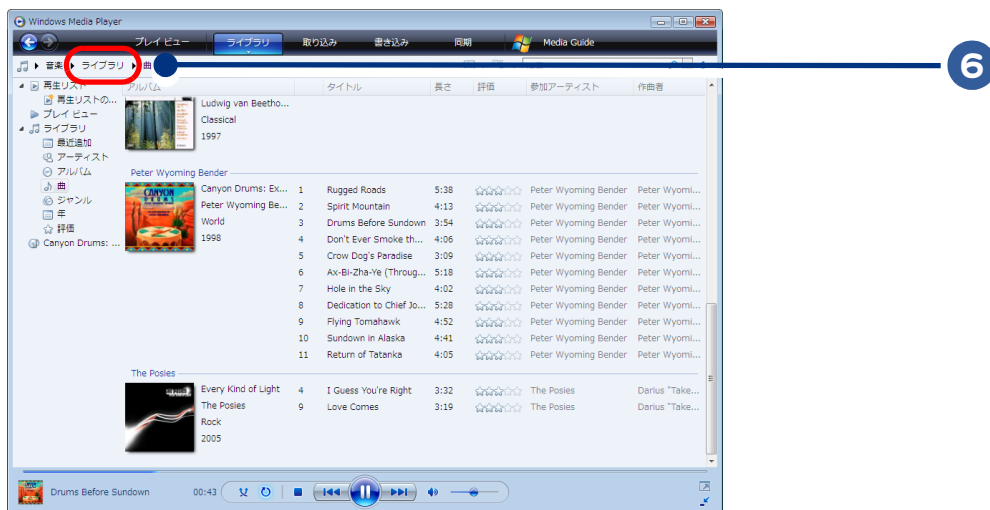 Windows Media Player
プレイ ビュー ライブラリ 取り込み 書き込み 同期 Media Guide
音楽 ライブラリ 曲
6
再生リスト
再生リストの...
プレイ ビュー
ライブラリ
最近追加
アーティスト
アルバム
曲
ジャンル
年
評価
Canyon Drums: ...
アルバム タイトル 長さ 評価 参加アーティスト 作曲者
Ludwig van Beetho...
Classical
1997
Peter Wyoming Bender
Canyon Drums: Ex... 1 Rugged Roads 5:38 Peter Wyoming Bender Peter Wyomi...
Peter Wyoming Be... 2 Spirit Mountain 4:13 Peter Wyoming Bender Peter Wyomi...
World 3 Drums Before Sundown 3:54 Peter Wyoming Bender Peter Wyomi...
1998 4 Don't Ever Smoke th... 4:06 Peter Wyoming Bender Peter Wyomi...
5 Crow Dog's Paradise 3:09 Peter Wyoming Bender Peter Wyomi...
6 Ax-Bi-Zha-Ye (Throug... 5:18 Peter Wyoming Bender Peter Wyomi...
7 Hole in the Sky 4:02 Peter Wyoming Bender Peter Wyomi...
8 Dedication to Chief Jo... 5:28 Peter Wyoming Bender Peter Wyomi...
9 Flying Tomahawk 4:52 Peter Wyoming Bender Peter Wyomi...
10 Sundown in Alaska 4:41 Peter Wyoming Bender Peter Wyomi...
11 Return of Tatanka 4:05 Peter Wyoming Bender Peter Wyomi...
CANYON
DRUMS
The Posies
Every Kind of Light 4 I Guess You're Right 3:32 The Posies Darius "Take...
The Posies 9 Love Comes 3:19 The Posies Darius "Take...
Rock
2005
Drums Before Sundown 00:43